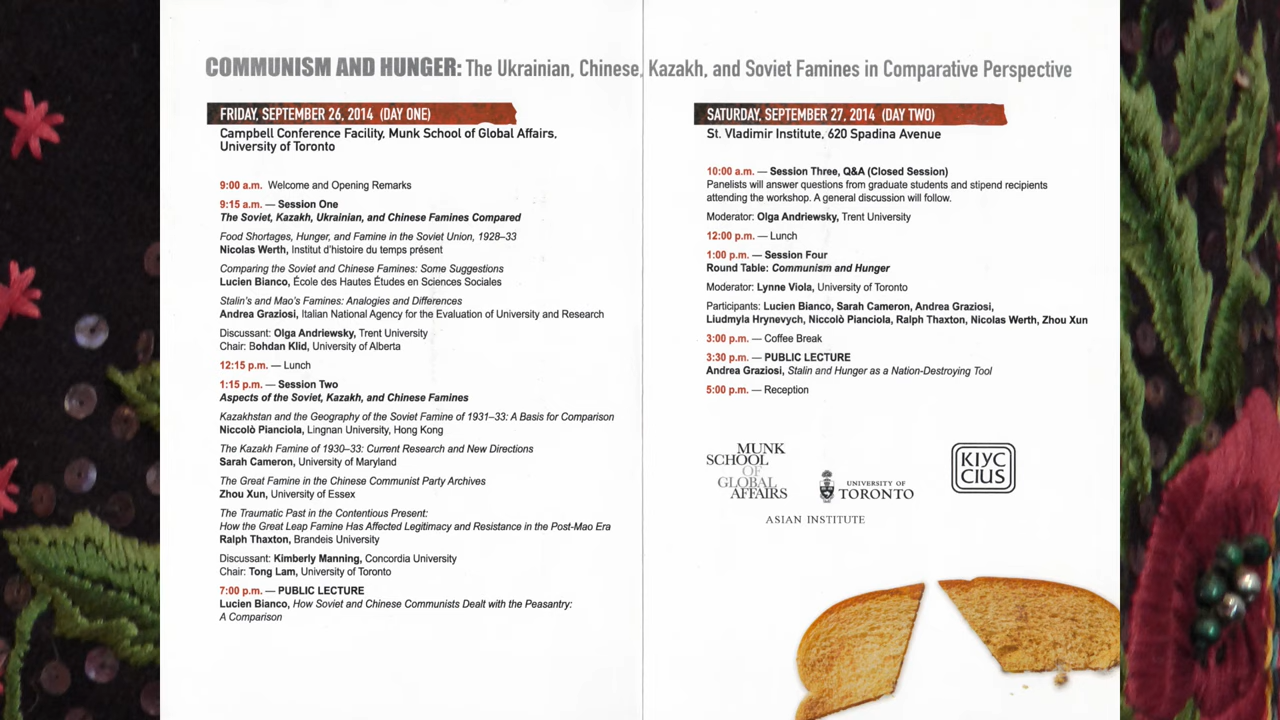 COMMUNISM AND HUNGER: The Ukrainian, Chinese, Kazakh, and Soviet Famines in Comparative Perspective
FRIDAY, SEPTEMBER 26, 2014 (DAY ONE)
Campbell Conference Facility, Munk School of Global Affairs,
University of Toronto
9:00 a.m. Welcome and Opening Remarks
9:15 a.m. — Session One
The Soviet, Kazakh, Ukrainian, and Chinese Famines Compared
Food Shortages, Hunger, and Famine in the Soviet Union, 1928–33
Nicolas Werth, Institut d'histoire du temps présent
Comparing the Soviet and Chinese Famines: Some Suggestions
Lucien Bianco, École des Hautes Études en Sciences Sociales
Stalin's and Mao's Famines: Analogies and Differences
Andrea Graziosi, Italian National Agency for the Evaluation of University and Research
Discussant: Olga Andriewsky, Trent University
Chair: Bohdan Klid, University of Alberta
12:15 p.m. — Lunch
1:15 p.m. — Session Two
Aspects of the Soviet, Kazakh, and Chinese Famines
Kazakhstan and the Geography of the Soviet Famine of 1931–33: A Basis for Comparison
Niccolò Pianciola, Lingnan University, Hong Kong
The Kazakh Famine of 1930–33: Current Research and New Directions
Sarah Cameron, University of Maryland
The Great Famine in the Chinese Communist Party Archives
Zhou Xun, University of Essex
The Traumatic Past in the Contentious Present:
How the Great Leap Famine Has Affected Legitimacy and Resistance in the Post-Mao Era
Ralph Thaxton, Brandeis University
Discussant: Kimberly Manning, Concordia University
Chair: Tong Lam, University of Toronto
7:00 p.m. — PUBLIC LECTURE
Lucien Bianco, How Soviet and Chinese Communists Dealt with the Peasantry:
A Comparison
SATURDAY, SEPTEMBER 27, 2014 (DAY TWO)
St. Vladimir Institute, 620 Spadina Avenue
10:00 a.m. — Session Three, Q&A (Closed Session)
Panelists will answer questions from graduate students and stipend recipients
attending the workshop. A general discussion will follow.
Moderator: Olga Andriewsky, Trent University
12:00 p.m. — Lunch
1:00 p.m. — Session Four
Round Table: Communism and Hunger
Moderator: Lynne Viola, University of Toronto
Participants: Lucien Bianco, Sarah Cameron, Andrea Graziosi,
Liudmyla Hrynevych, Niccolò Pianciola, Ralph Thaxton, Nicolas Werth, Zhou Xun
3:00 p.m. — Coffee Break
3:30 p.m. — PUBLIC LECTURE
Andrea Graziosi, Stalin and Hunger as a Nation-Destroying Tool
5:00 p.m. — Reception
MUNK
SCHOOL
OF
GLOBAL
AFFAIRS
UNIVERSITY OF
TORONTO
ASIAN INSTITUTE
КІУС
CIUS